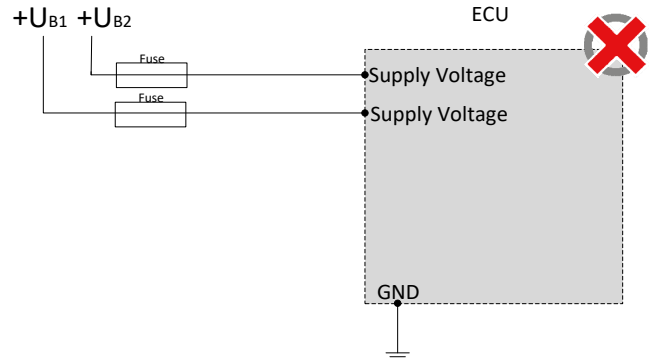 +UB1 +UB2
ECU
Fuse
Supply Voltage
Fuse
Supply Voltage
GND